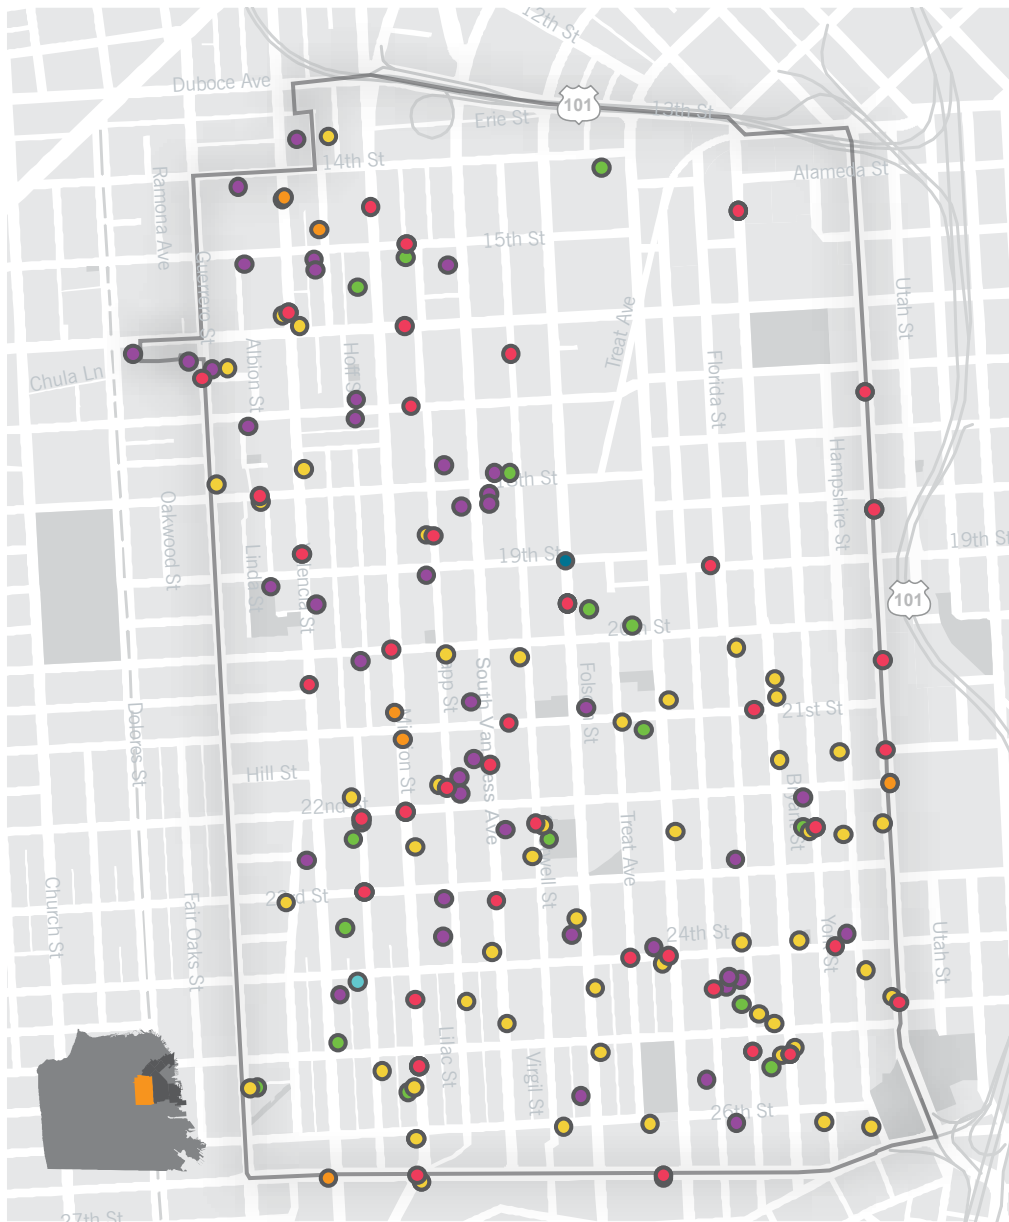 12th St
Duboce Ave
101
13th St
Erie St
14th St
Alameda St
Ramona Ave
15th St
Guerrero St
Utah St
Treat Ave
Albion St
Hoff St
Florida St
Chula Ln
Hampshire St
18th St
Oakwood St
19th St
19th St
Linda St
Valencia St
101
20th St
Capp St
South Van Ness Ave
Folsom St
21st St
Dolores St
Mission St
Hill St
Bryant St
22nd St
Treat Ave
23rd St
Church St
Fair Oaks St
24th St
York St
Utah St
Lilac St
Virgil St
26th St
27th St